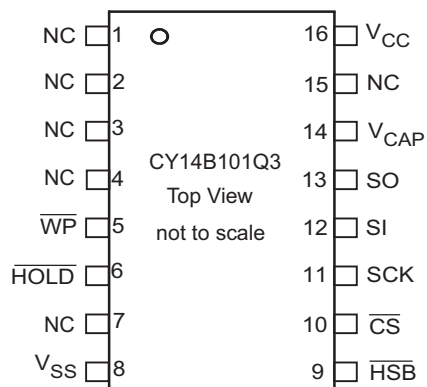 NC 1 16 VCC
NC 2 15 NC
NC 3 14 VCAP
NC 4 CY14B101Q3 13 SO
Top View
WP 5 not to scale 12 SI
HOLD 6 11 SCK
NC 7 10 CS
VSS 8 9 HSB